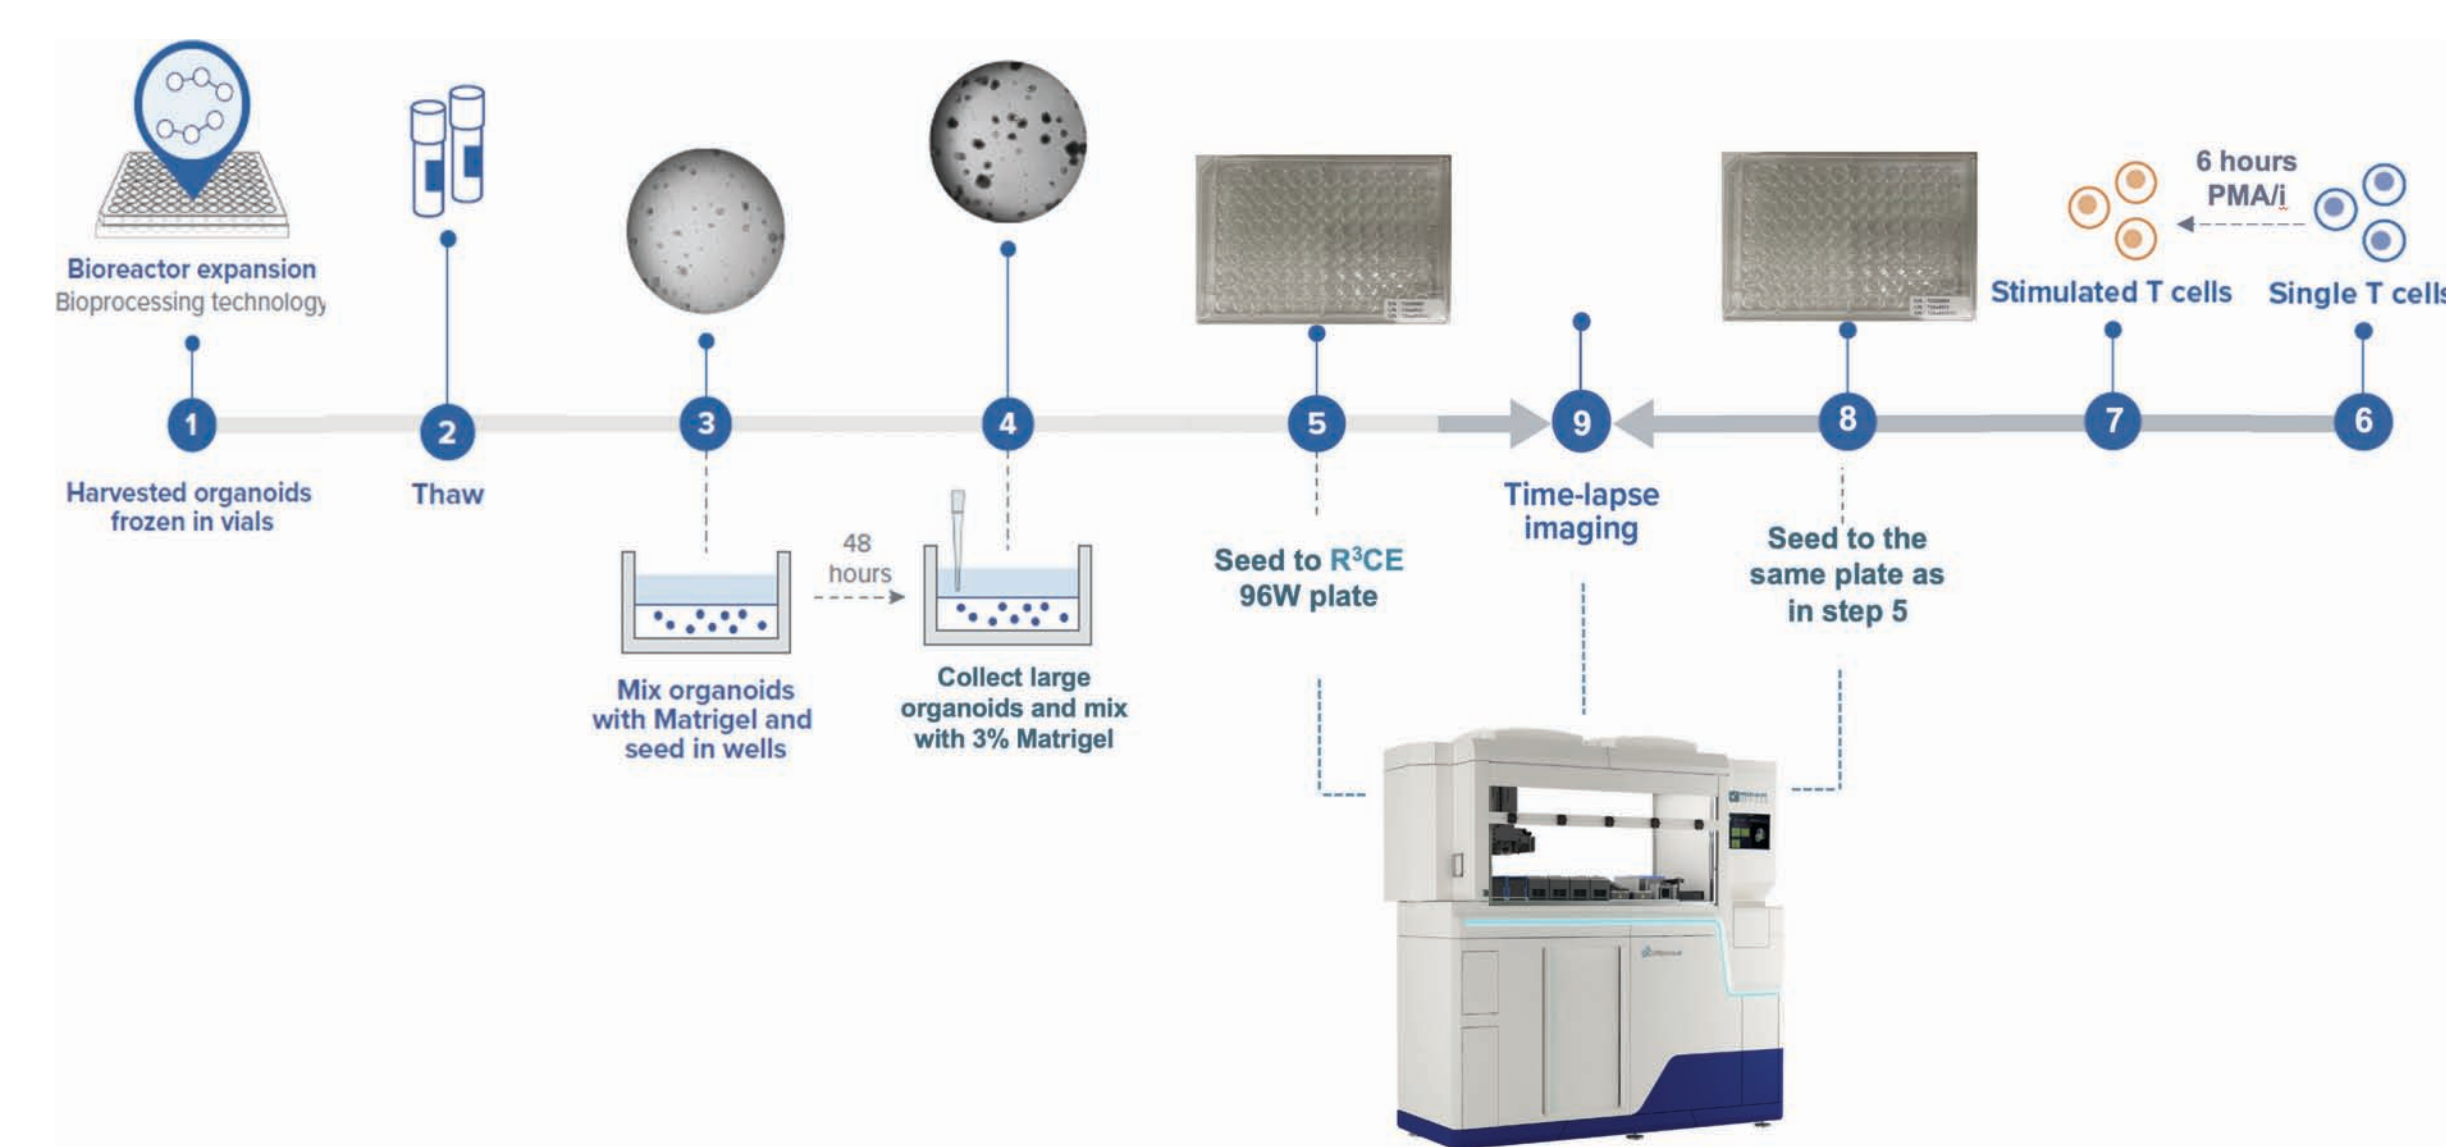 Bioreactor expansion
Bioprocessing technology
1
Harvested organoids
frozen in vials
2
Thaw
3
Mix organoids
with Matrigel and
seed in wells
48
hours
4
Collect large
organoids and mix
with 3% Matrigel
5
Seed to R³CE
96W plate
9
Time-lapse
imaging
8
Seed to the
same plate as
in step 5
7
Stimulated T cells
6 hours
PMA/i
6
Single T cells